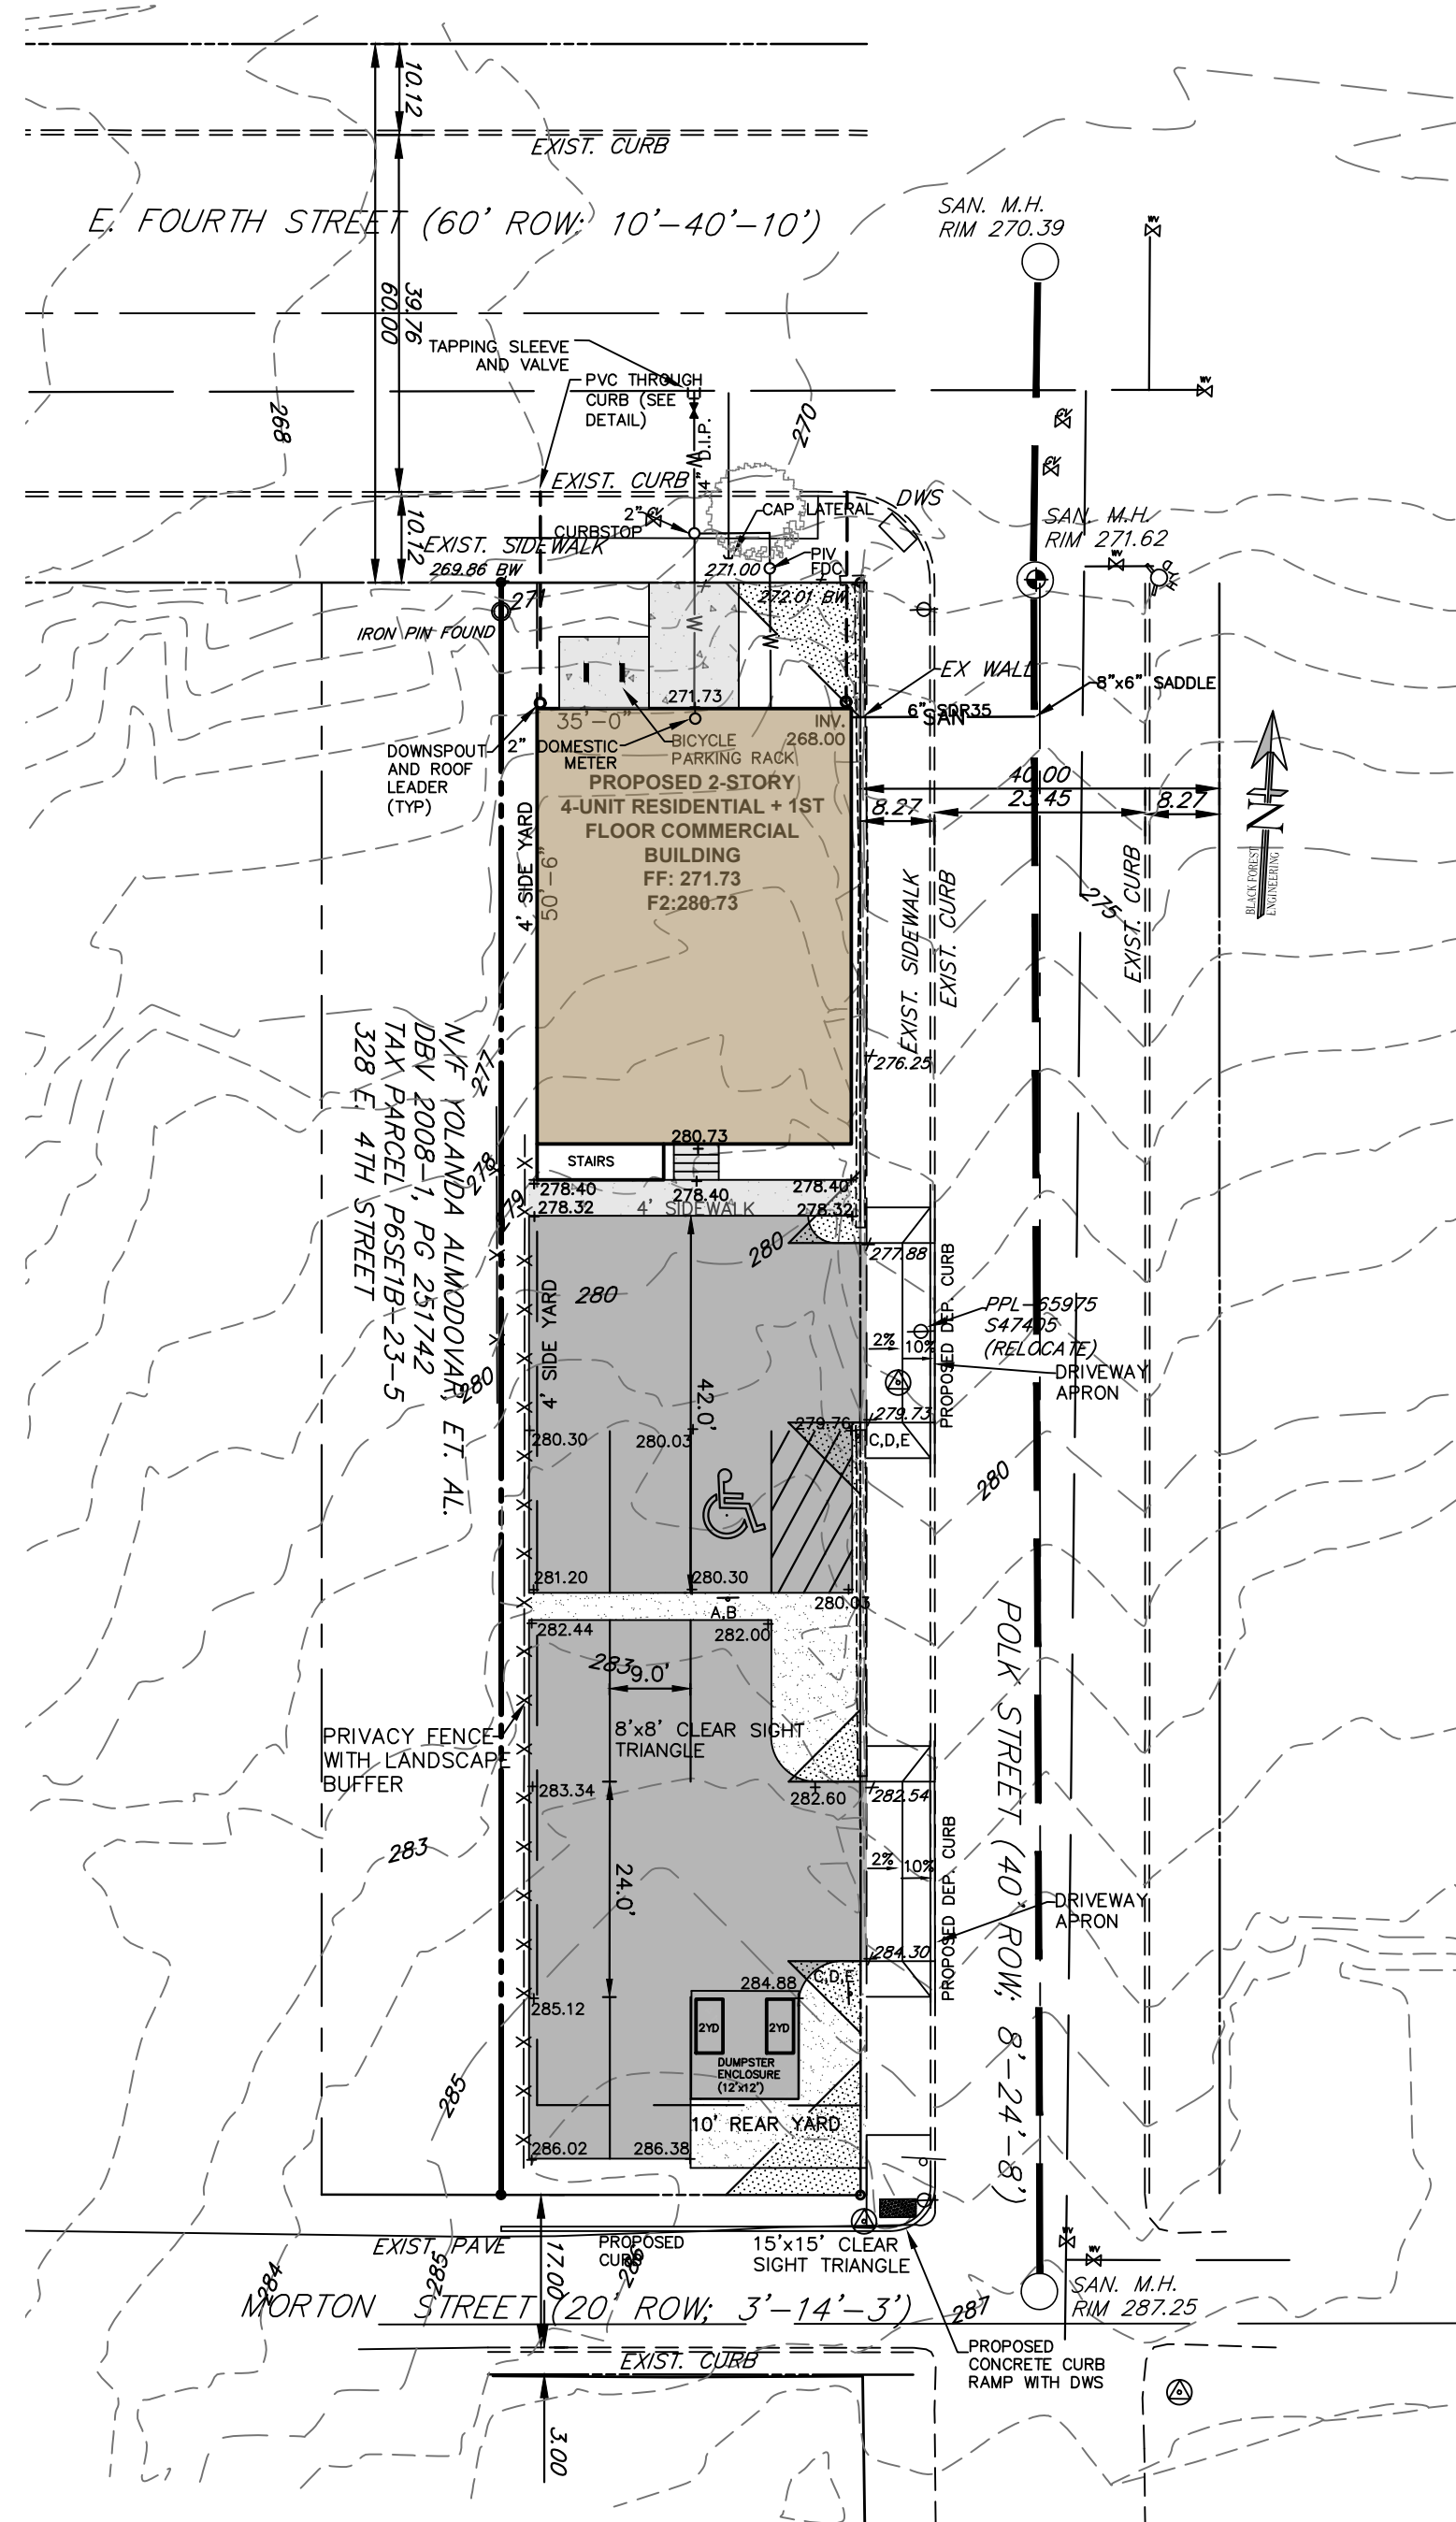 10.12
EXIST. CURB
E. FOURTH STREET (60' ROW; 10'-40'-10')
SAN. M.H.
RIM 270.39
WV
39.76
60.00
TAPPING SLEEVE
AND VALVE
PVC THROUGH
CURB (SEE
DETAIL)
WV
268
270
GV
4" D.I.P.
GV
EXIST. CURB
DWS
2"
CURBSTOP
GV
CAP LATERAL
SAN. M.H.
RIM 271.62
10.12
EXIST. SIDEWALK
269.86 BW
271.00
PIV
FDC
WV
272.01 BW
271
IRON PIN FOUND
EX WALL
8"x6" SADDLE
271.73
6" SDR35
SAN
35'-0"
INV.
268.00
DOWNSPOUT
AND ROOF
LEADER
(TYP)
2" DOMESTIC
METER
BICYCLE
PARKING RACK
PROPOSED 2-STORY
4-UNIT RESIDENTIAL + 1ST
FLOOR COMMERCIAL
BUILDING
FF: 271.73
F2:280.73
40.00
8.27
23.45
8.27
N
BLACK FOREST
ENGINEERING
4' SIDE YARD
50'-6"
EXIST. SIDEWALK
EXIST. CURB
EXIST. CURB
275
276.25
N/F YOLANDA ALMODOVAR, ET. AL.
DBV 2008-1, PG 251742
TAX PARCEL P6SE1B-23-5
328 E. 4TH STREET
277
278
279
280
280.73
STAIRS
278.40
278.40
278.40
278.32
4' SIDEWALK
278.32
280
277.88
280
4' SIDE YARD
PPL-65975
S47405
(RELOCATE)
2%
10%
PROPOSED DEP. CURB
DRIVEWAY
APRON
42.0'
279.76
279.73
C,D,E
280.30
280.03
280
281.20
280.30
280.03
A,B
282.44
282.00
283
9.0'
POLK STREET (40' ROW; 8'-24'-8')
PRIVACY FENCE
WITH LANDSCAPE
BUFFER
8'x8' CLEAR SIGHT
TRIANGLE
283.34
282.60
282.54
283
24.0'
2%
10%
PROPOSED DEP. CURB
DRIVEWAY
APRON
284.30
284.88
C,D,E
285.12
2YD
2YD
DUMPSTER
ENCLOSURE
(12'x12')
285
10' REAR YARD
286.02
286.38
EXIST. PAVE
PROPOSED
CURB
15'x15' CLEAR
SIGHT TRIANGLE
WV
WV
284
285
17.00
286
SAN. M.H.
RIM 287.25
MORTON STREET (20' ROW; 3'-14'-3')
287
EXIST. CURB
PROPOSED
CONCRETE CURB
RAMP WITH DWS
3.00